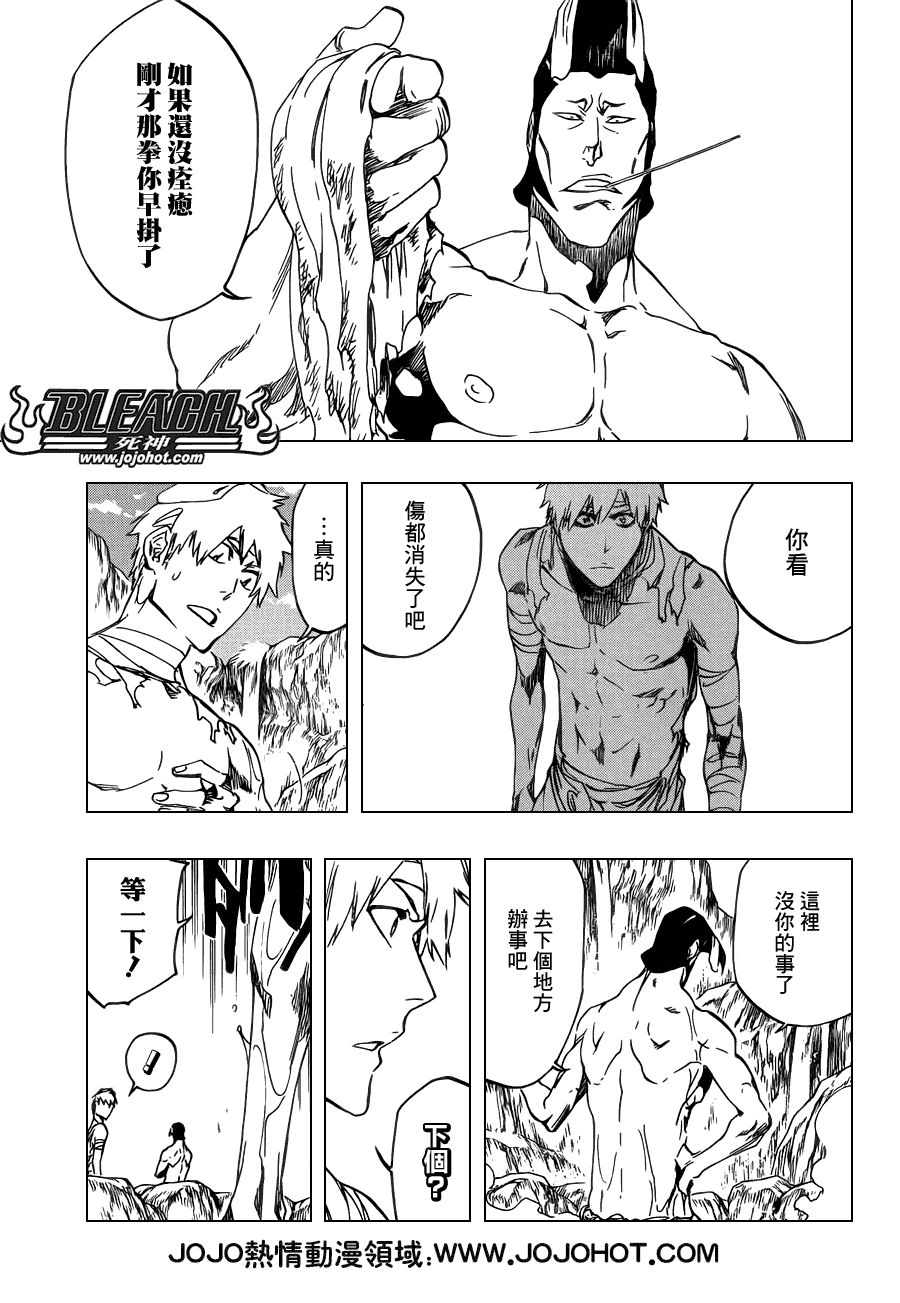 如果還沒痊癒
剛才那拳你早掛了
BLEACH
死神
www.jojohot.com
你看
傷都消失了吧
…真的
這裡
沒你的事了
去下個地方
辦事吧
下個？
等一下！
！
JOJO熱情動漫領域：WWW.JOJOHOT.COM